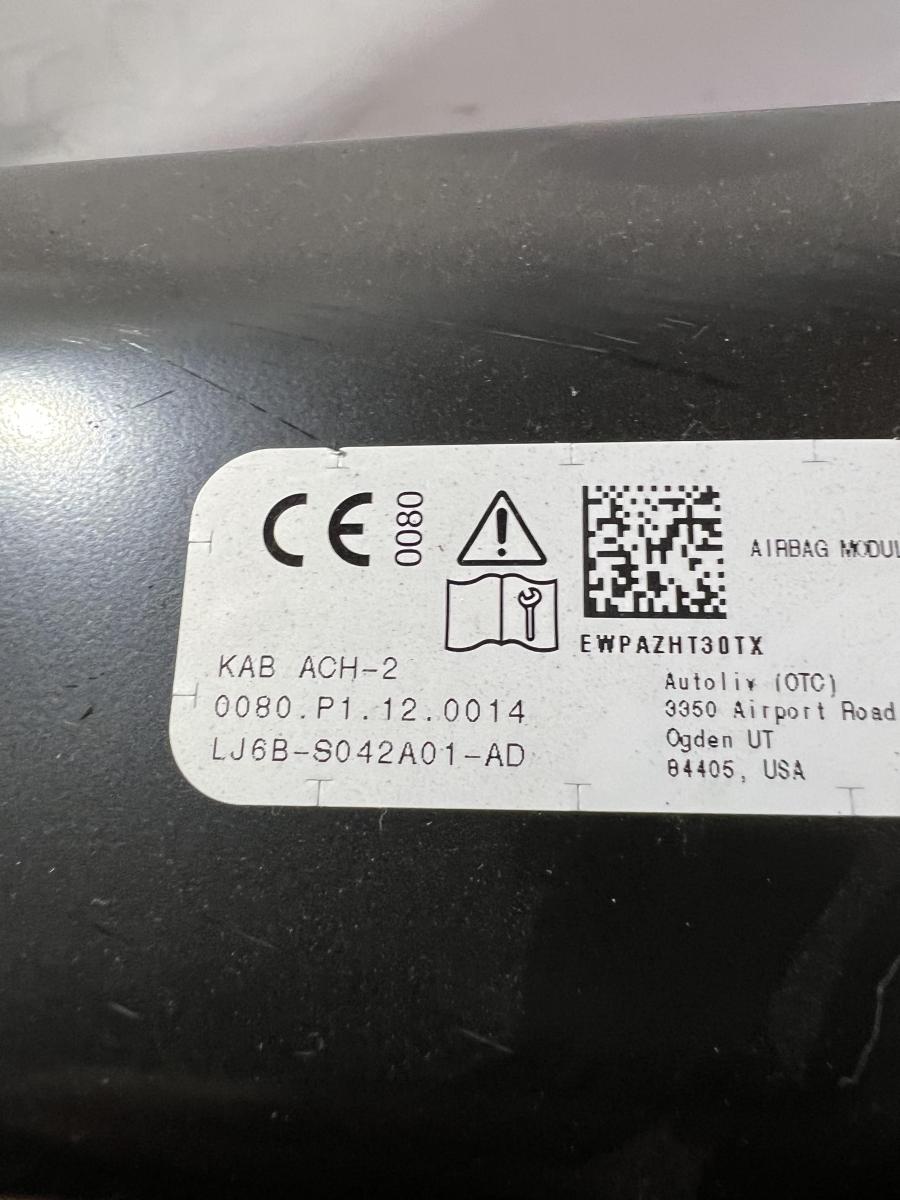 CE 0080
AIRBAG MODUL
EWPAZHT30TX
KAB ACH-2
0080.P1.12.0014
LJ6B-S042A01-AD
Autoliv (OTC)
3350 Airport Road
Ogden UT
84405, USA